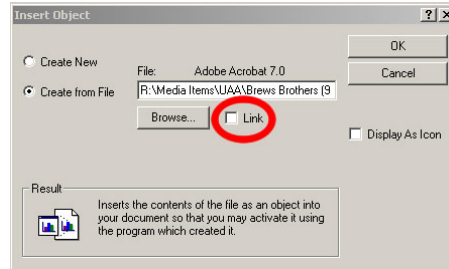 Insert Object
Create New
Create from File
File: Adobe Acrobat 7.0
R:\Media Items\UAA\Brews Brothers (9
Browse...
Link
OK
Cancel
Display As Icon
Result
Inserts the contents of the file as an object into
your document so that you may activate it using
the program which created it.